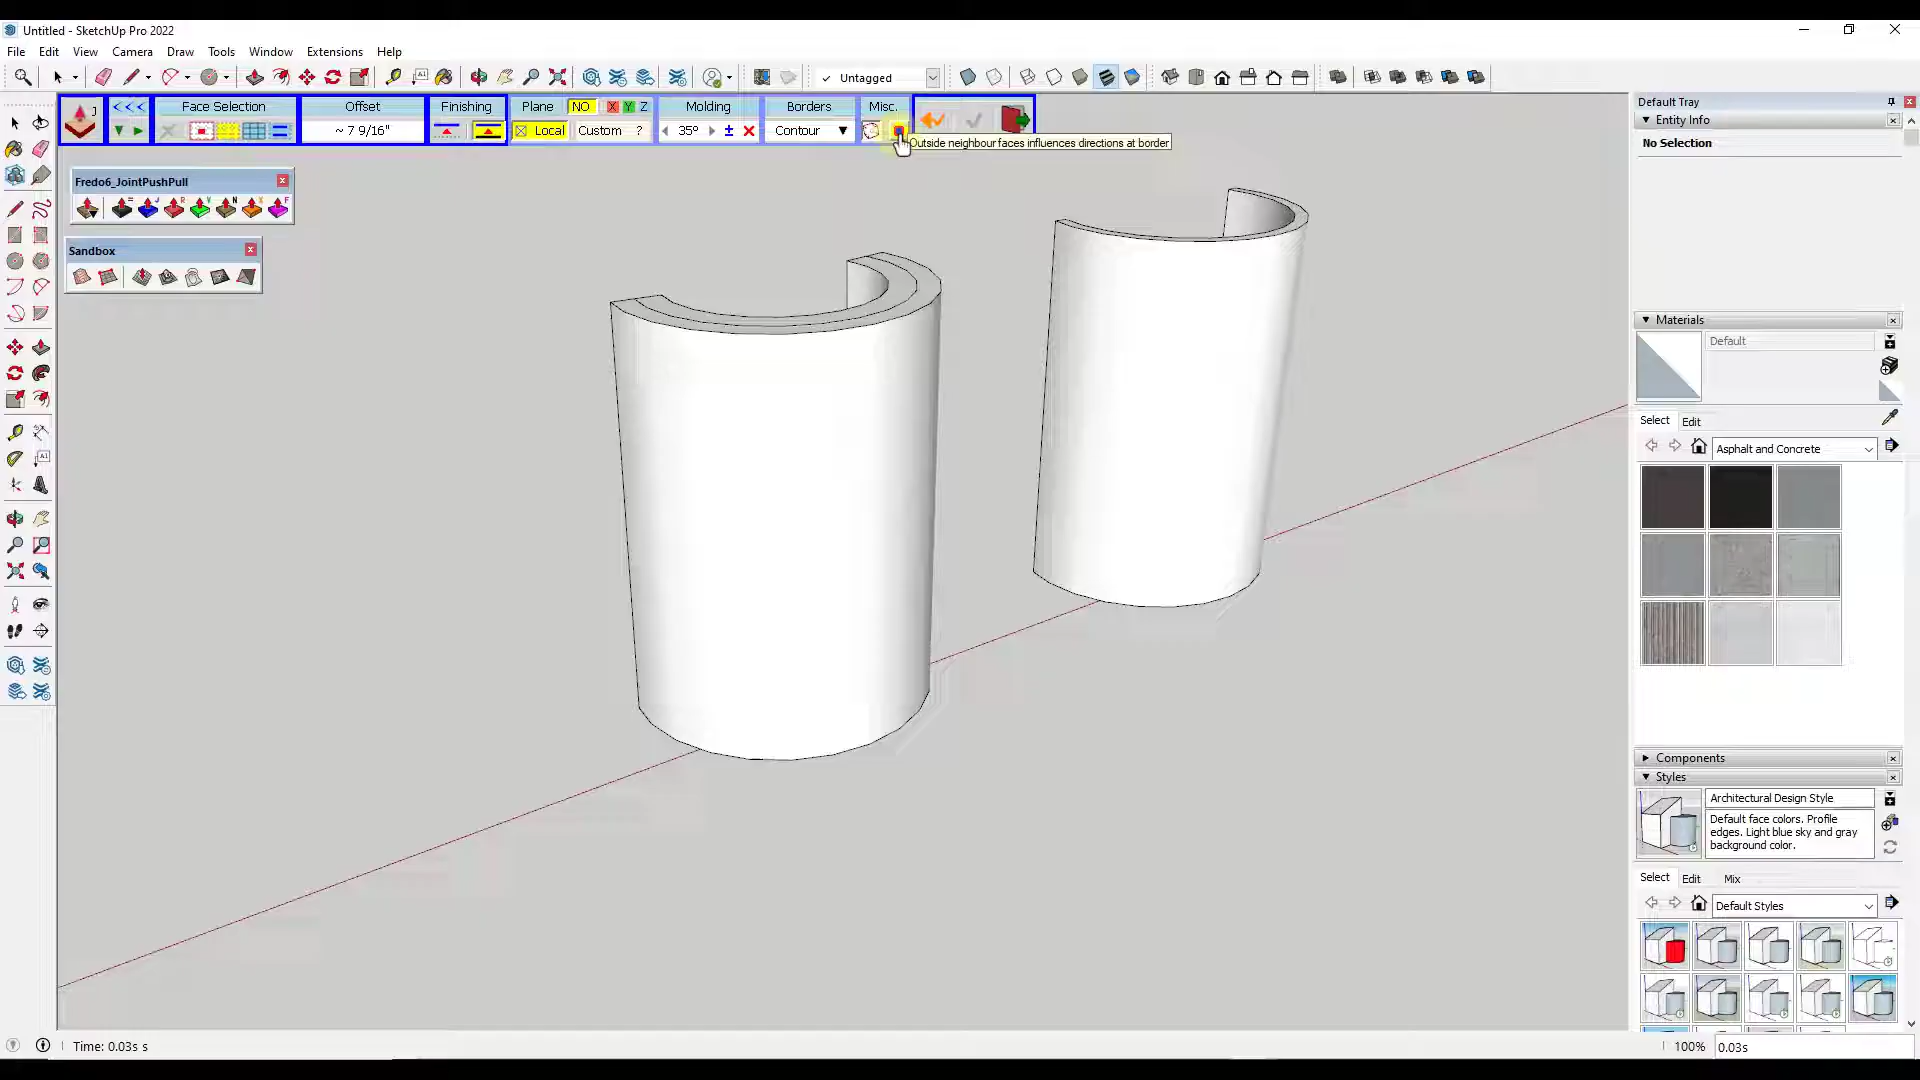 Untitled - SketchUp Pro 2022
File Edit View Camera Draw Tools Window Extensions Help
Untagged
J <<< Face Selection Offset Finishing Plane NO X Y Z Molding Borders Misc.
~ 7 9/16" Local Custom ? 35º ± Contour
Outside neighbour faces influences directions at border
Fredo6_JointPushPull
J R V N X F
Sandbox
Default Tray
Entity Info
No Selection
Materials
Default
Select Edit
Asphalt and Concrete
Components
Styles
Architectural Design Style
Default face colors. Profile
edges. Light blue sky and gray
background color.
Select Edit Mix
Default Styles
Time: 0.03s s
100% 0.03s